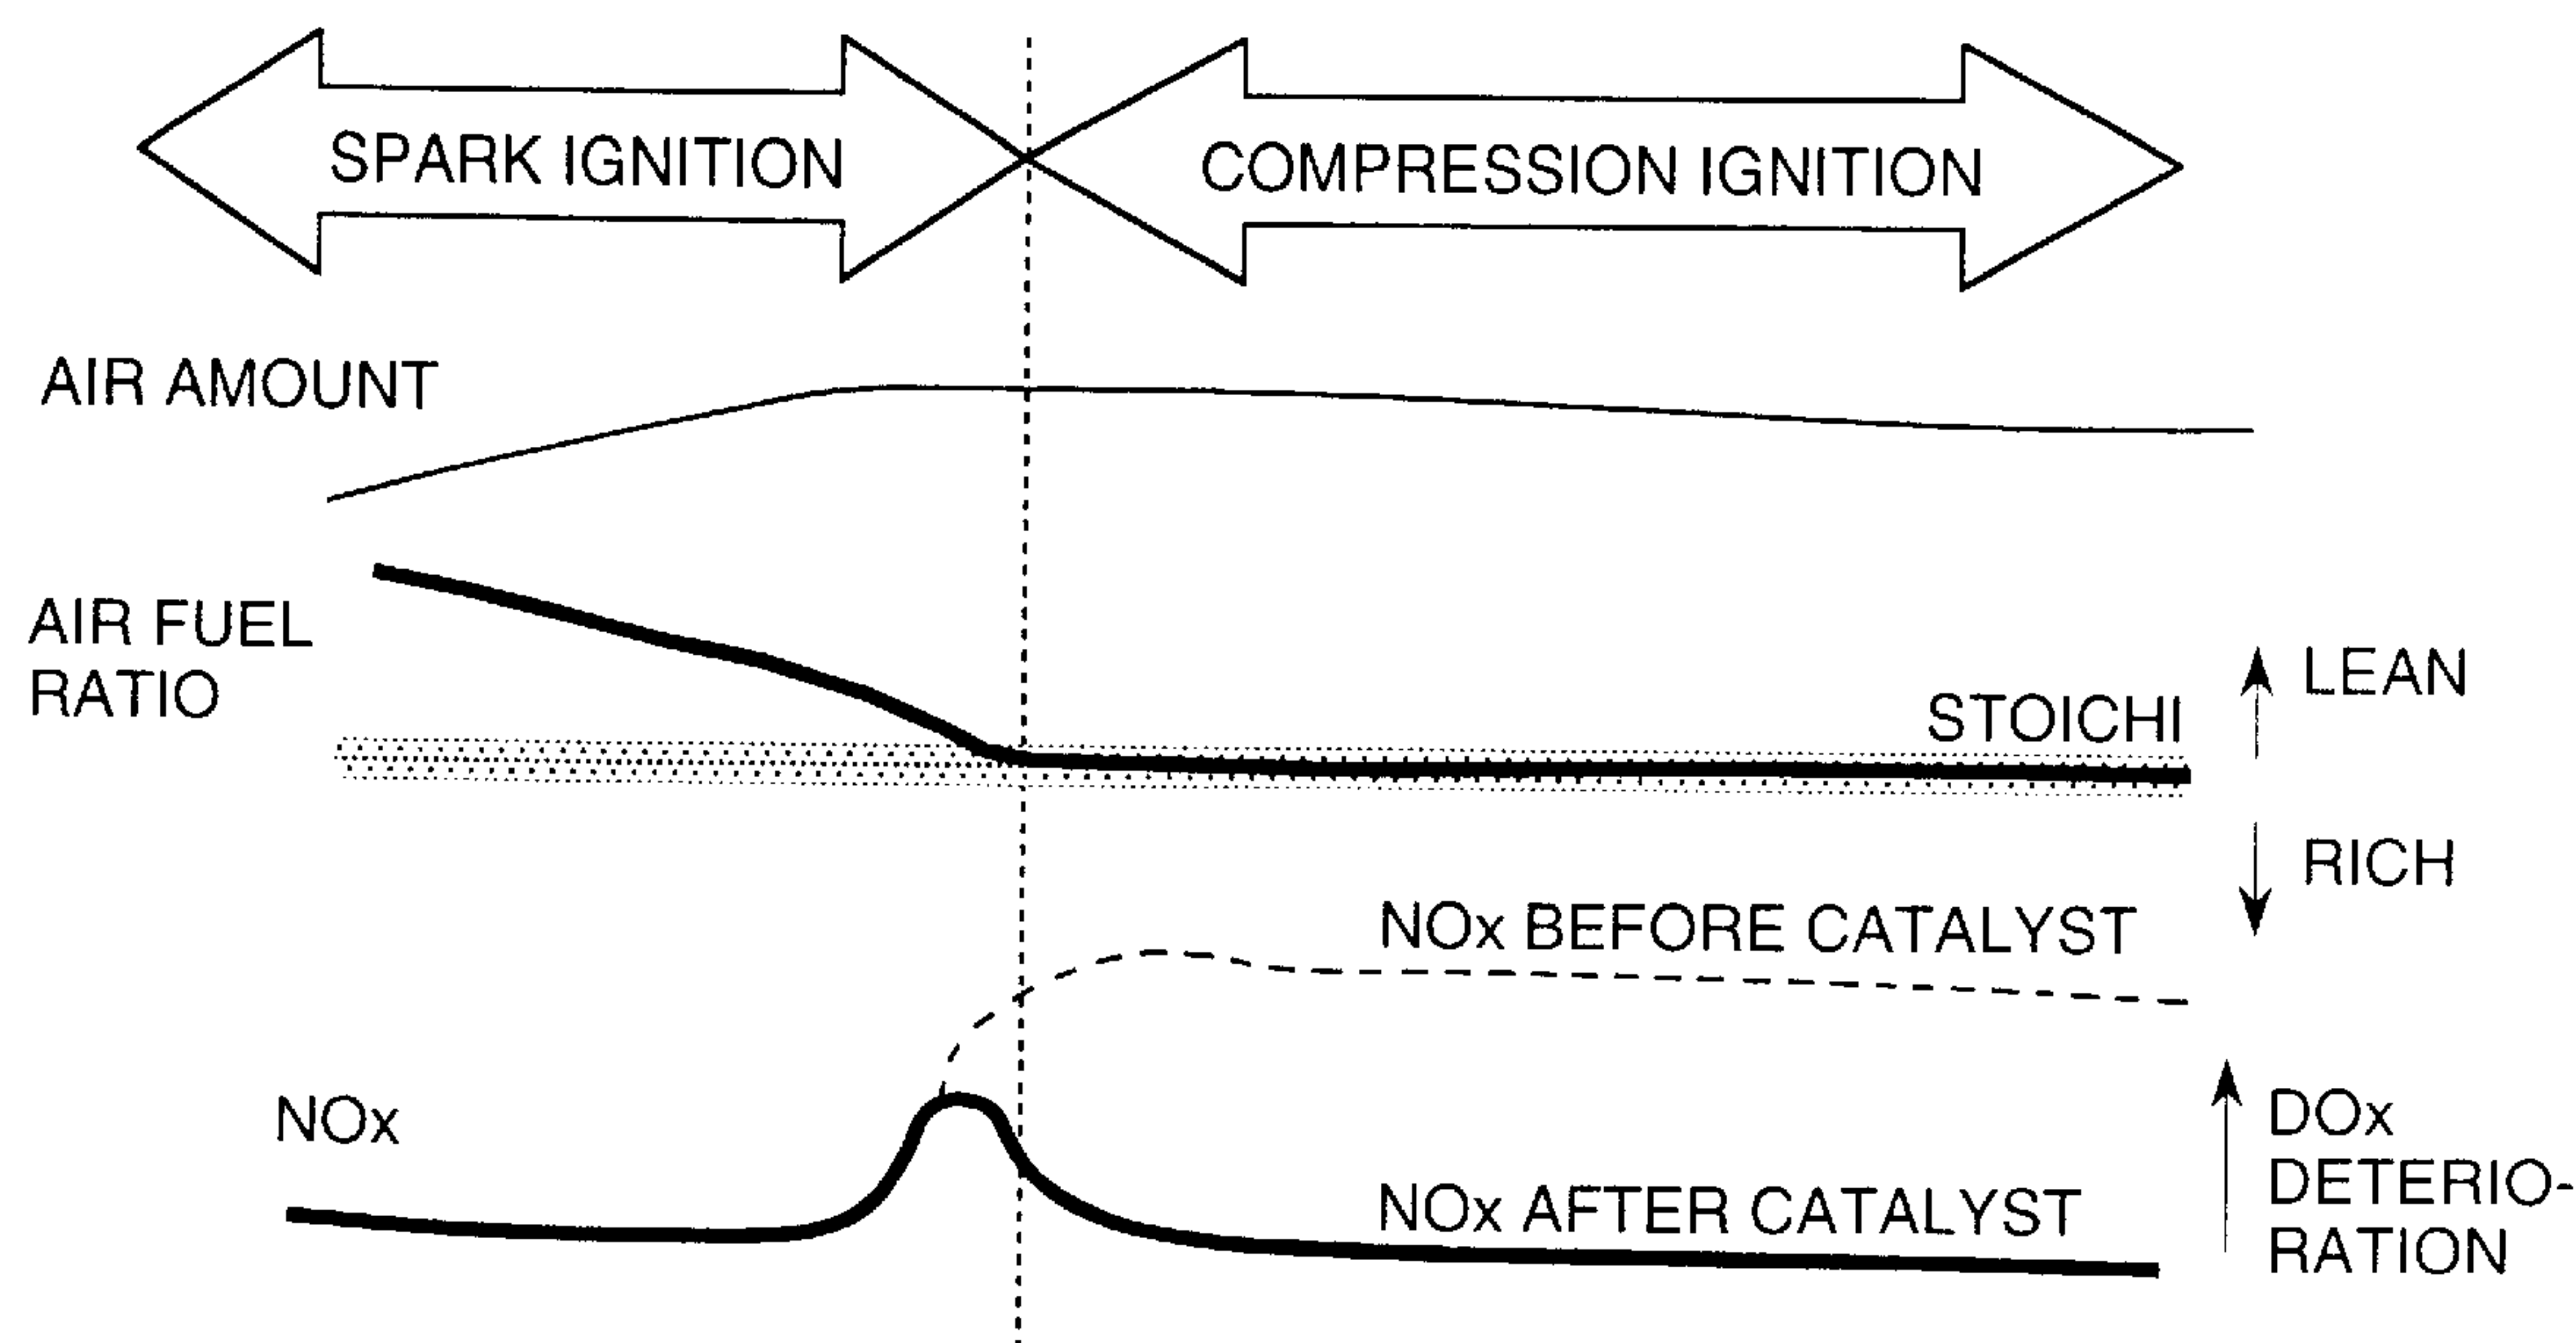 SPARK IGNITION
COMPRESSION IGNITION
AIR AMOUNT
AIR FUEL
RATIO
STOICHI
LEAN
RICH
NOx BEFORE CATALYST
NOx
NOx AFTER CATALYST
DOx
DETERIO-
RATION